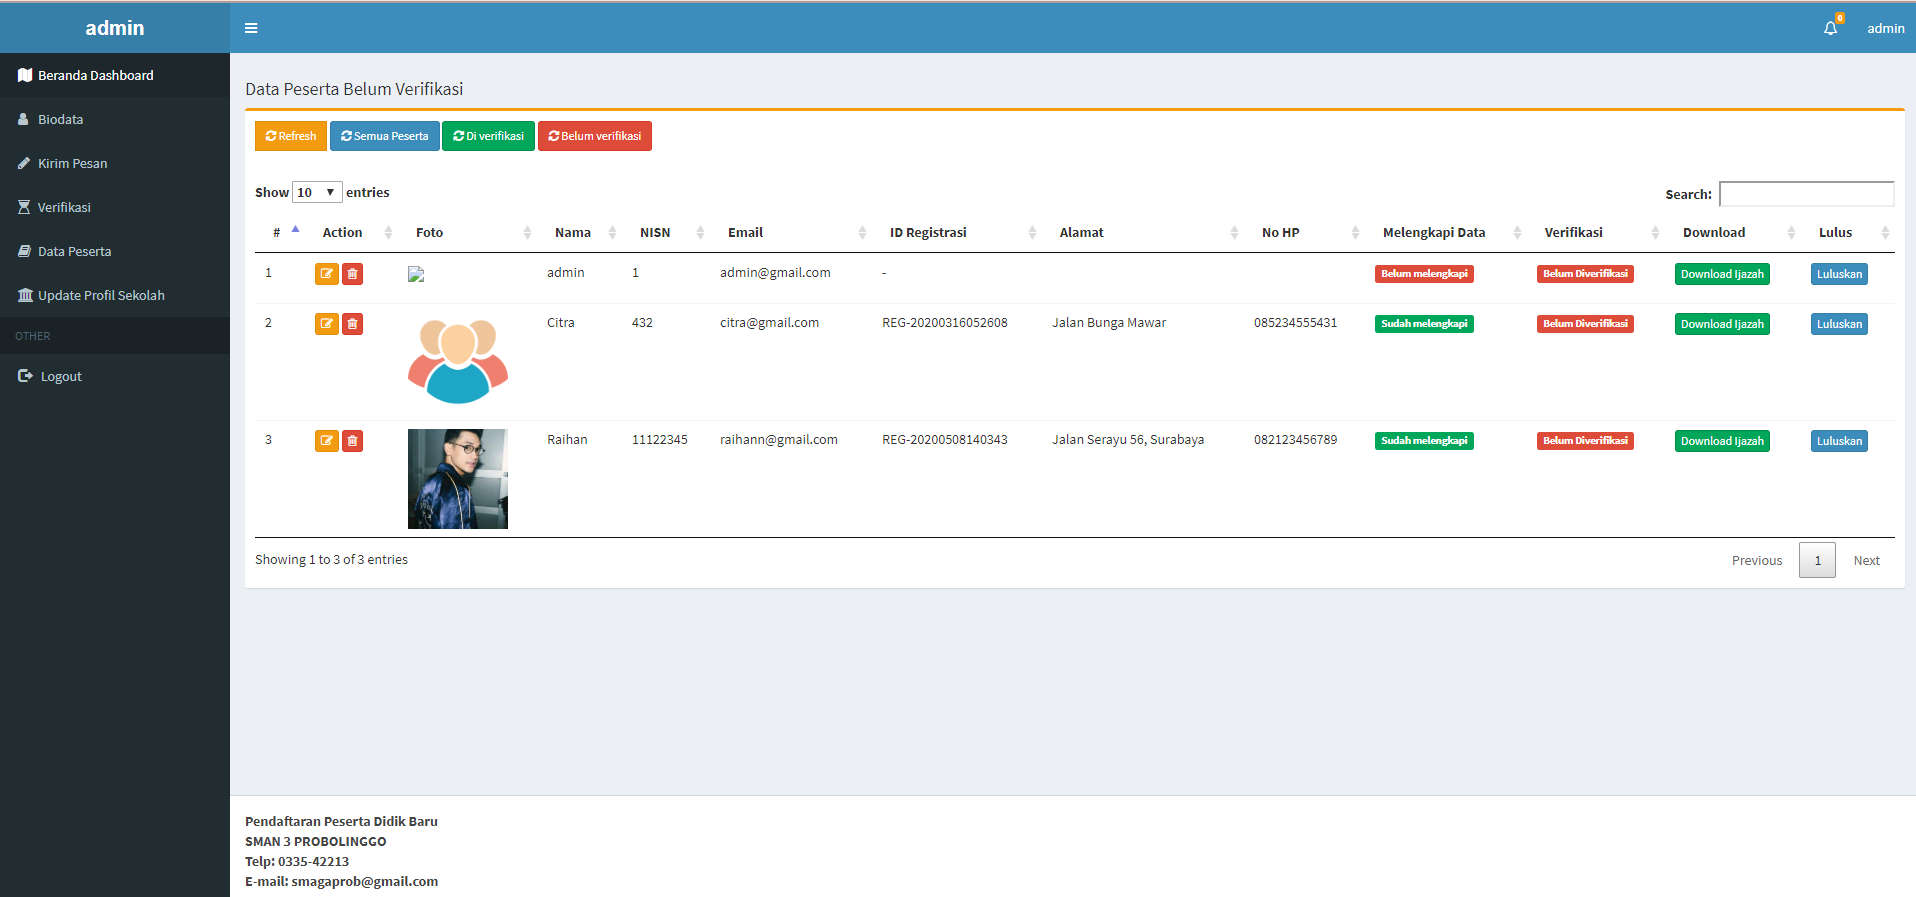 admin
0
admin
Beranda Dashboard
Biodata
Kirim Pesan
Verifikasi
Data Peserta
Update Profil Sekolah
OTHER
Logout
Data Peserta Belum Verifikasi
Refresh Semua Peserta Di verifikasi Belum verifikasi
Show 10 entries
Search:
# Action Foto Nama NISN Email ID Registrasi Alamat No HP Melengkapi Data Verifikasi Download Lulus
1 admin 1 admin@gmail.com - Belum melengkapi Belum Diverifikasi Download Ijazah Luluskan
2 Citra 432 citra@gmail.com REG-20200316052608 Jalan Bunga Mawar 085234555431 Sudah melengkapi Belum Diverifikasi Download Ijazah Luluskan
3 Raihan 11122345 raihann@gmail.com REG-20200508140343 Jalan Serayu 56, Surabaya 082123456789 Sudah melengkapi Belum Diverifikasi Download Ijazah Luluskan
Showing 1 to 3 of 3 entries
Previous 1 Next
Pendaftaran Peserta Didik Baru
SMAN 3 PROBOLINGGO
Telp: 0335-42213
E-mail: smagaprob@gmail.com